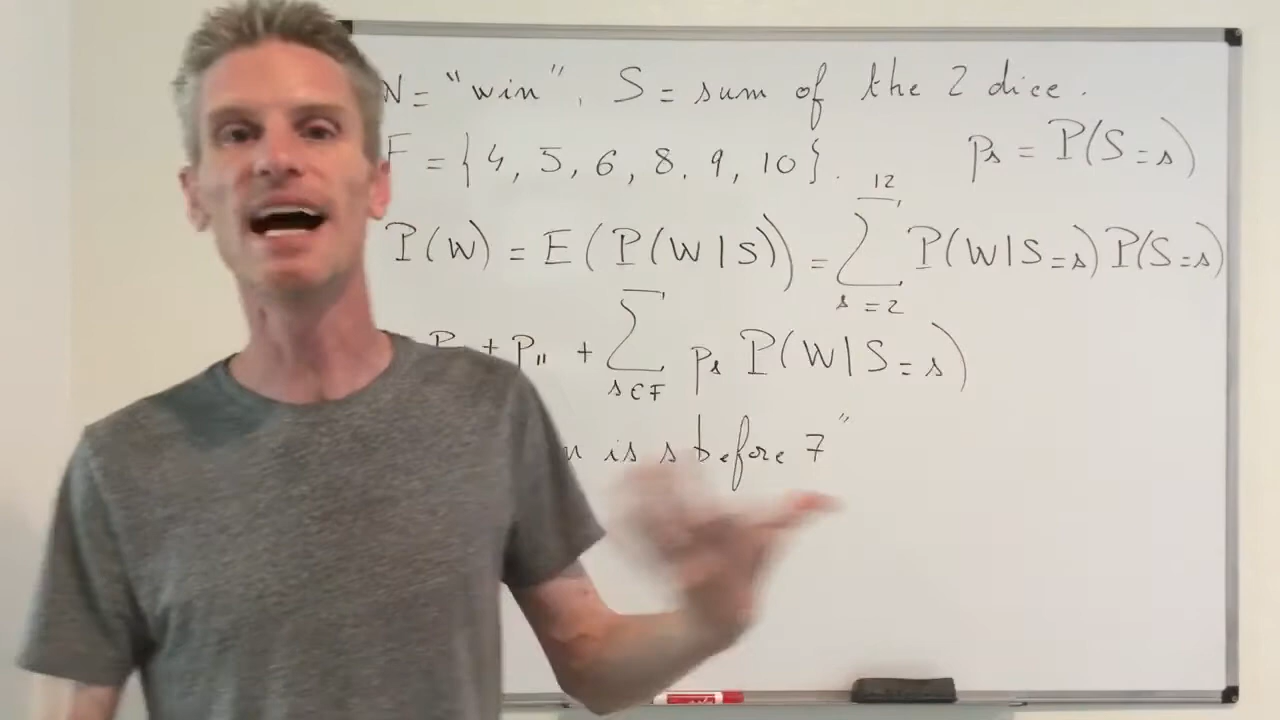 = "win", S = sum of the 2 dice.
= {4, 5, 6, 8, 9, 10}. pₛ = P(S=s)
P(W) = E(P(W|S)) = ∑_{s=2}^{12} P(W|S=s) P(S=s)
+ P₁₁ + ∑_{s∈F} pₛ P(W|S=s)
is s before 7"